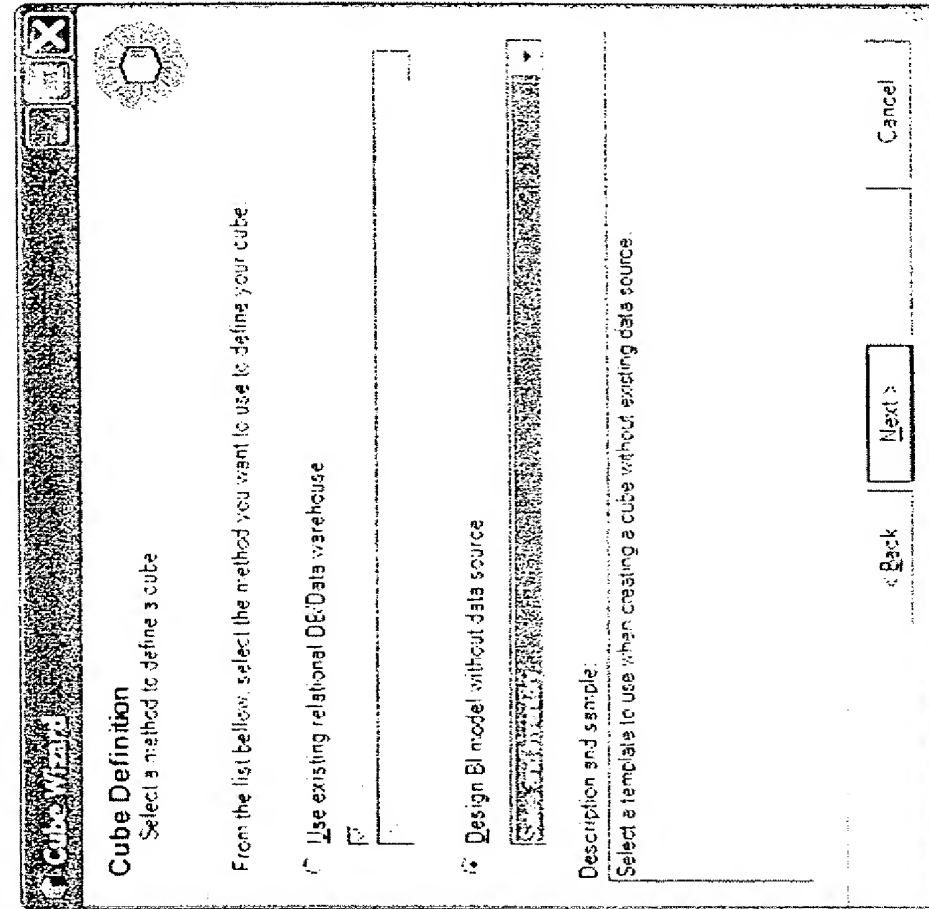 Cube Wizard
Cube Definition
Select a method to define a cube
From the list bellow, select the method you want to use to define your cube.
Use existing relational DB/Data warehouse
Design BI model without data source
Description and sample:
Select a template to use when creating a cube without existing data source.
< Back
Next >
Cancel